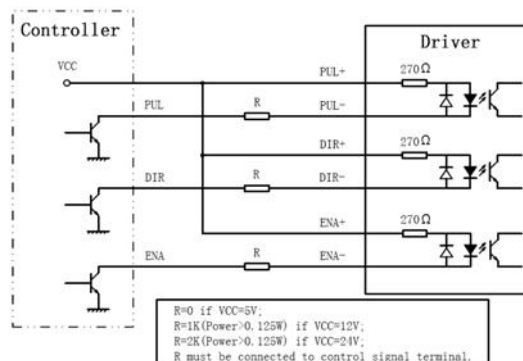 Controller
Driver
VCC
PUL+
270Ω
PUL
R
PUL-
DIR+
270Ω
DIR
R
DIR-
ENA+
270Ω
ENA
R
ENA-
R=0 if VCC=5V;
R=1K(Power>0.125W) if VCC=12V;
R=2K(Power>0.125W) if VCC=24V;
R must be connected to control signal terminal.